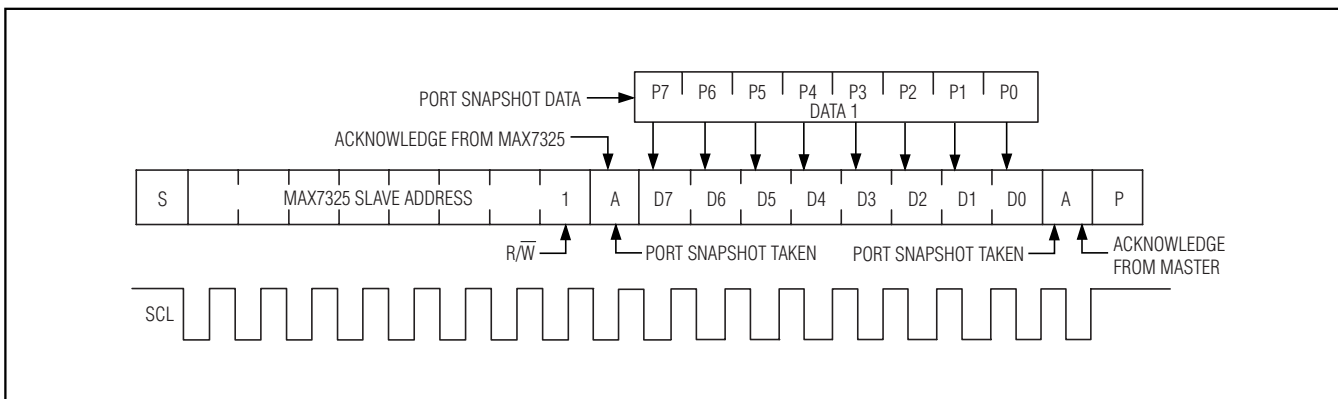 P7 P6 P5 P4 P3 P2 P1 P0
PORT SNAPSHOT DATA
DATA 1
ACKNOWLEDGE FROM MAX7325
S MAX7325 SLAVE ADDRESS 1 A D7 D6 D5 D4 D3 D2 D1 D0 A P
R/W̅ PORT SNAPSHOT TAKEN PORT SNAPSHOT TAKEN ACKNOWLEDGE
FROM MASTER
SCL